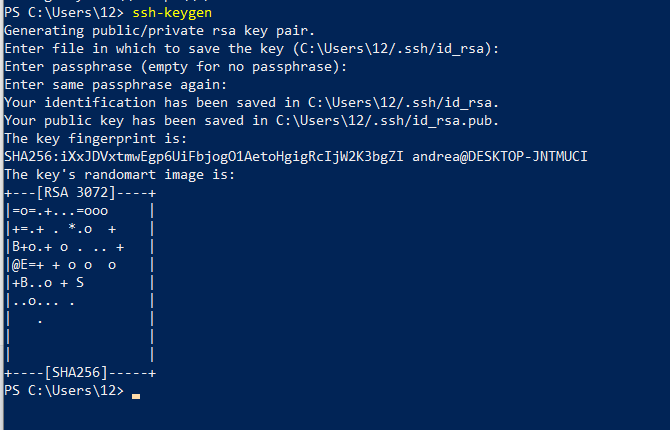 PS C:\Users\12> ssh-keygen
Generating public/private rsa key pair.
Enter file in which to save the key (C:\Users\12/.ssh/id_rsa):
Enter passphrase (empty for no passphrase):
Enter same passphrase again:
Your identification has been saved in C:\Users\12/.ssh/id_rsa.
Your public key has been saved in C:\Users\12/.ssh/id_rsa.pub.
The key fingerprint is:
SHA256:iXxJDVxtmwEgp6UiFbjogO1AetoHgigRcIjW2K3bgZI andrea@DESKTOP-JNTMUCI
The key's randomart image is:
+---[RSA 3072]----+
|=o=.+...=ooo     |
|+=.+ . *.o  +    |
|B+o.+ o . .. +   |
|@E=+ + o o  o    |
|+B..o + S        |
|..o... .         |
|   .             |
|                 |
|                 |
+----[SHA256]-----+
PS C:\Users\12>